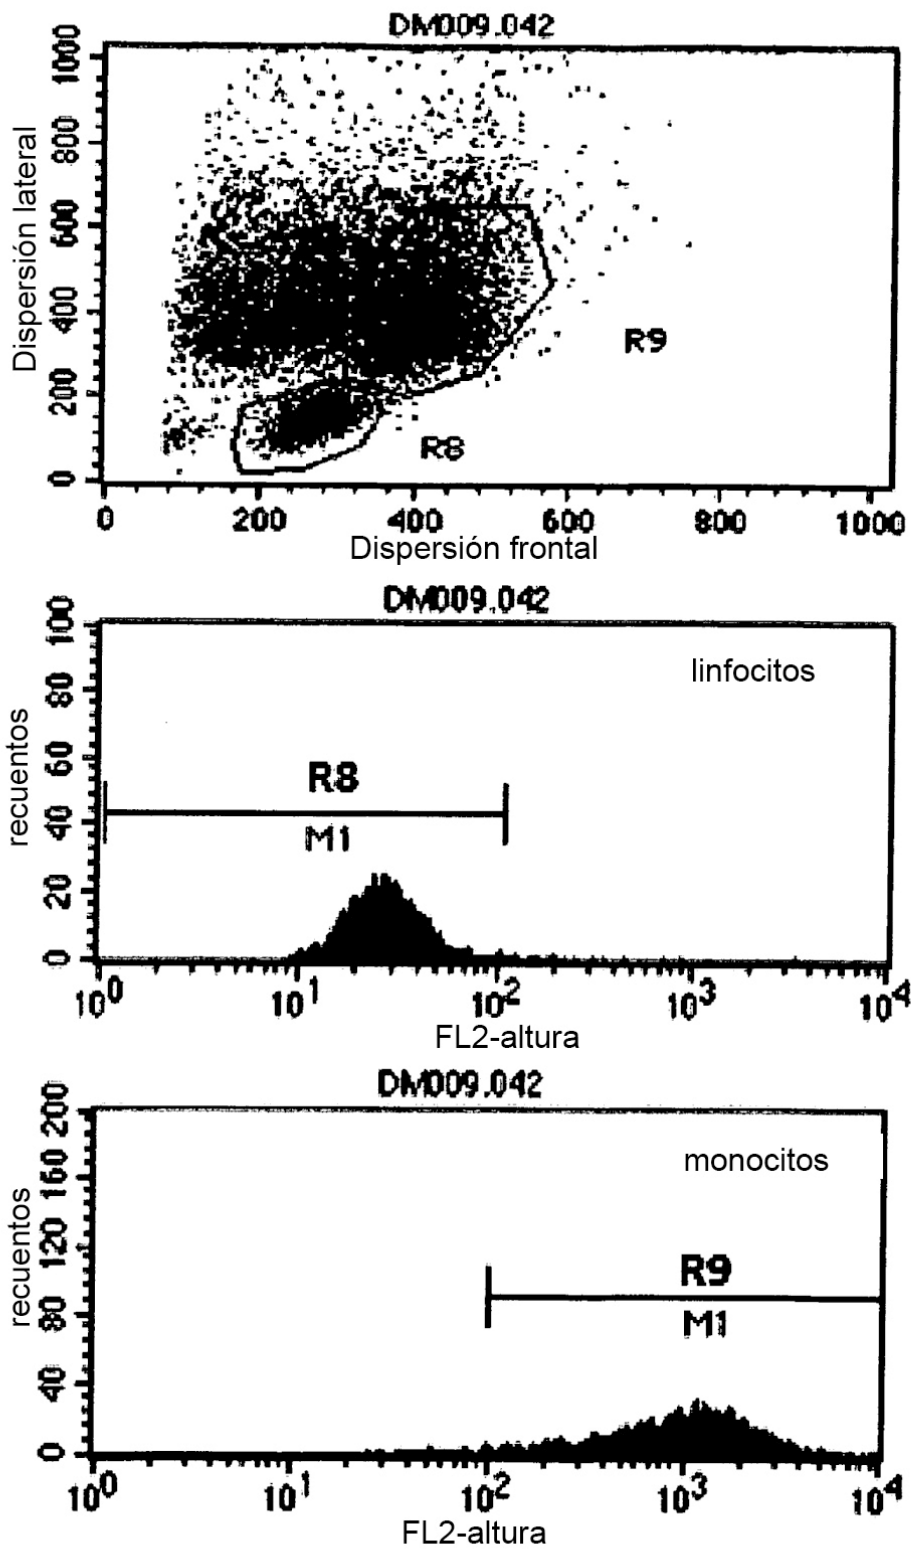 DM009.042
1000
800
600
400
200
0
Dispersión lateral
R9
R8
0 200 400 600 800 1000
Dispersión frontal
DM009.042
100
80
60
40
20
0
recuentos
linfocitos
R8
M1
10^0 10^1 10^2 10^3 10^4
FL2-altura
DM009.042
200
160
120
80
40
0
recuentos
monocitos
R9
M1
10^0 10^1 10^2 10^3 10^4
FL2-altura